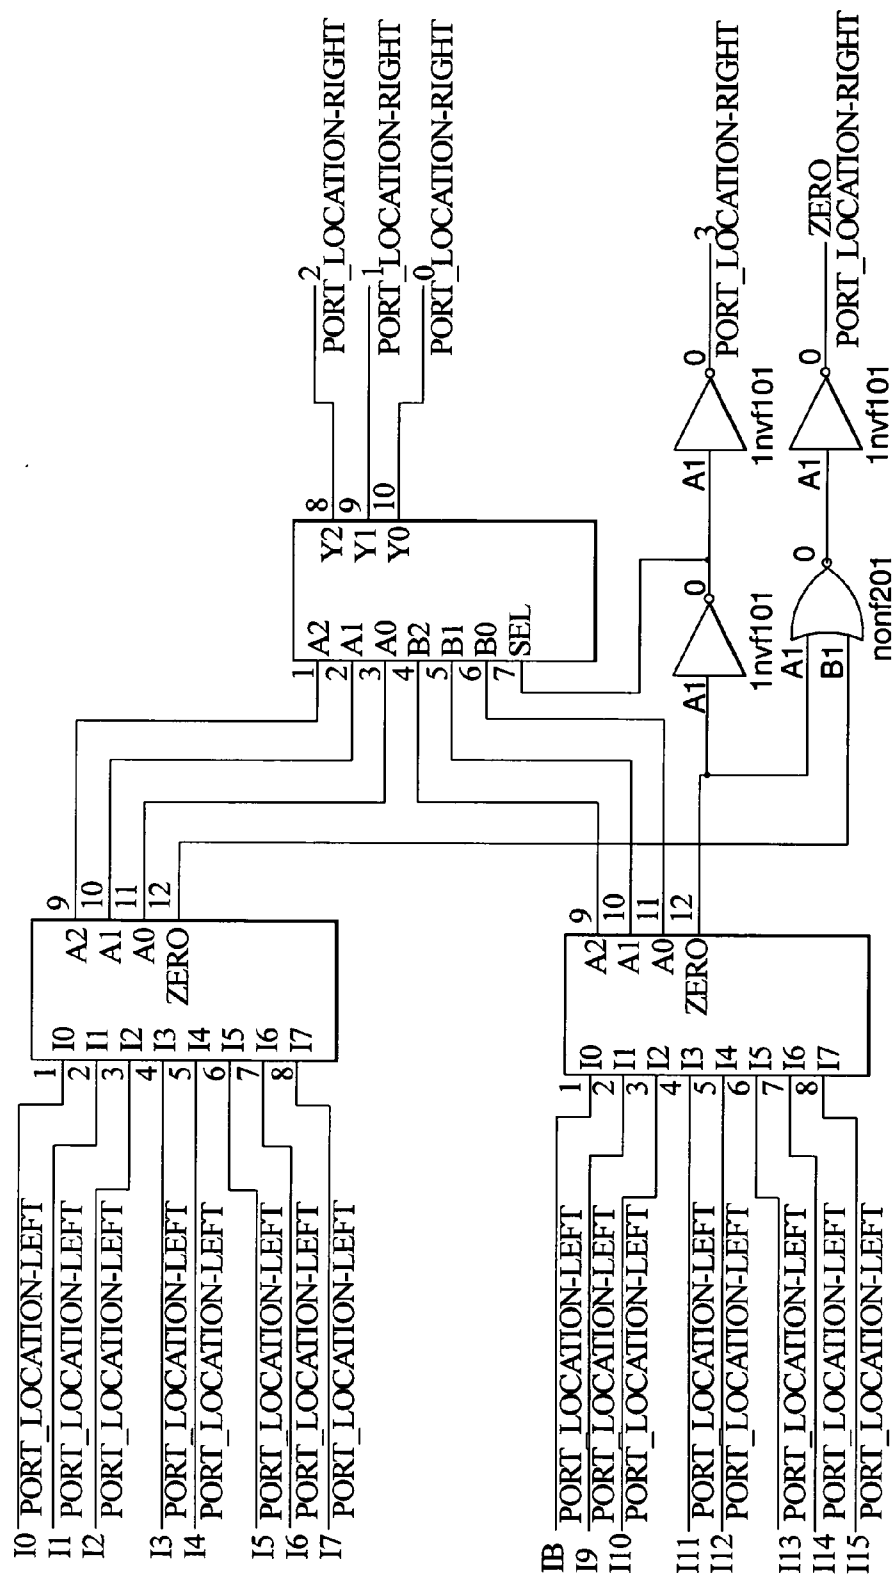 I0 PORT_LOCATION-LEFT
I1 PORT_LOCATION-LEFT
I2 PORT_LOCATION-LEFT
I3 PORT_LOCATION-LEFT
I4 PORT_LOCATION-LEFT
I5 PORT_LOCATION-LEFT
I6 PORT_LOCATION-LEFT
I7 PORT_LOCATION-LEFT
1 I0
2 I1
3 I2
4 I3
5 I4
6 I5
7 I6
8 I7
A2 9
A1 10
A0 11
ZERO 12
IB PORT_LOCATION-LEFT
I9 PORT_LOCATION-LEFT
I10 PORT_LOCATION-LEFT
I11 PORT_LOCATION-LEFT
I12 PORT_LOCATION-LEFT
I13 PORT_LOCATION-LEFT
I14 PORT_LOCATION-LEFT
I15 PORT_LOCATION-LEFT
1 I0
2 I1
3 I2
4 I3
5 I4
6 I5
7 I6
8 I7
A2 9
A1 10
A0 11
ZERO 12
1 A2
2 A1
3 A0
4 B2
5 B1
6 B0
7 SEL
Y2 8
Y1 9
Y0 10
2
PORT_LOCATION-RIGHT
1
PORT_LOCATION-RIGHT
0
PORT_LOCATION-RIGHT
A1 0
1nvf101
A1 0
1nvf101
3
PORT_LOCATION-RIGHT
A1 0
B1
nonf201
A1 0
1nvf101
ZERO
PORT_LOCATION-RIGHT